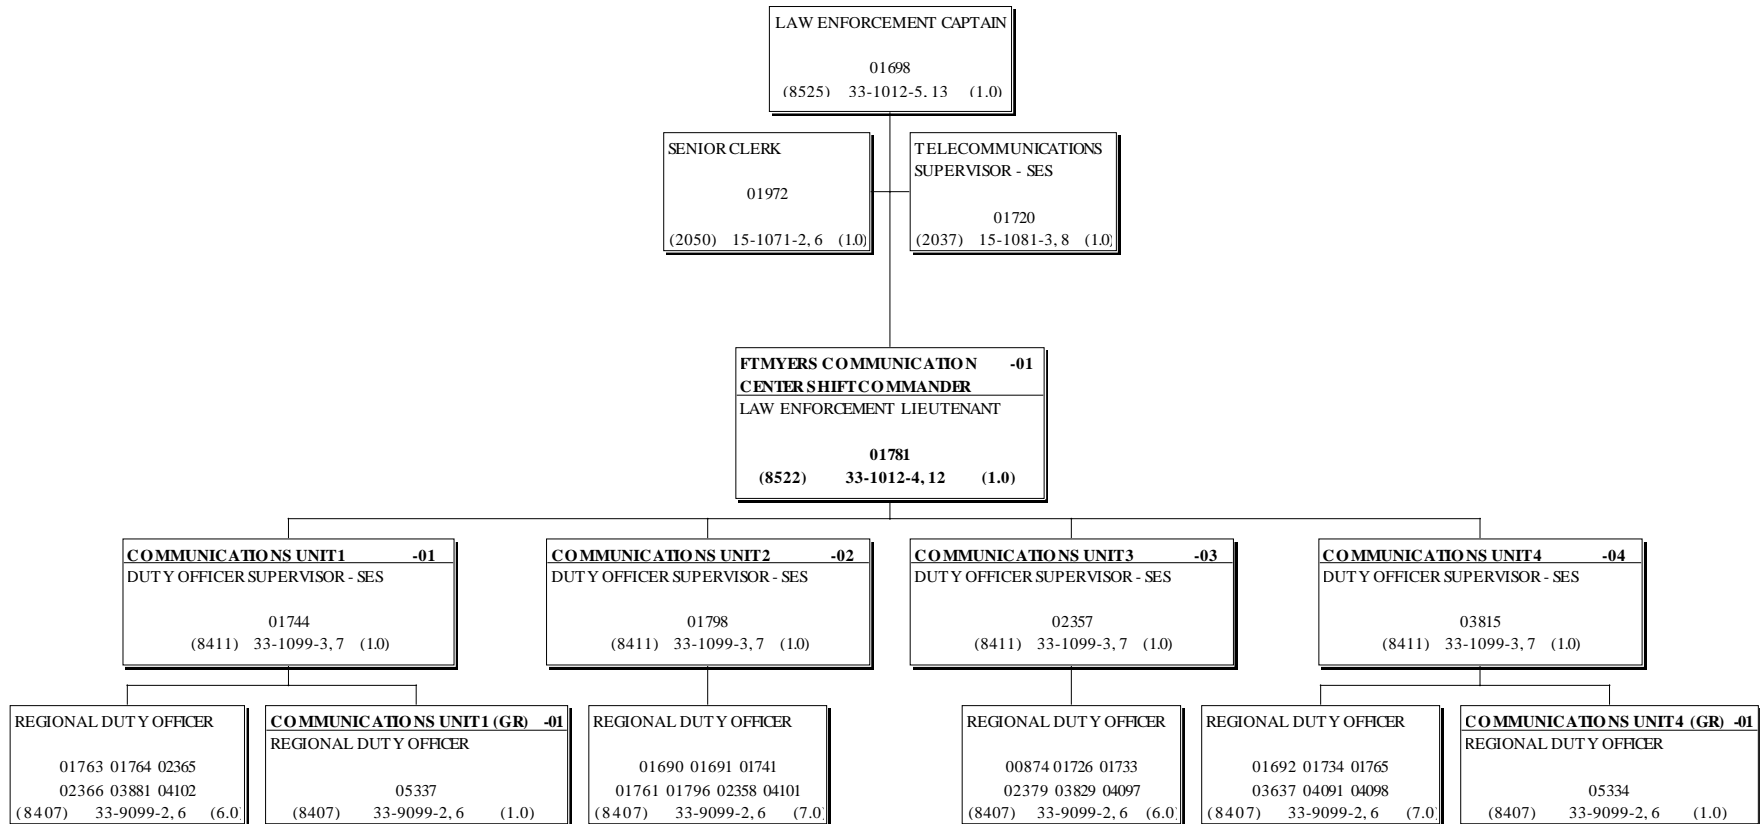 LAW ENFORCEMENT CAPTAIN
01698
(8525) 33-1012-5, 13 (1.0)
SENIOR CLERK
01972
(2050) 15-1071-2, 6 (1.0)
TELECOMMUNICATIONS
SUPERVISOR - SES
01720
(2037) 15-1081-3, 8 (1.0)
FTMYERS COMMUNICATION -01
CENTER SHIFT COMMANDER
LAW ENFORCEMENT LIEUTENANT
01781
(8522) 33-1012-4, 12 (1.0)
COMMUNICATIONS UNIT1 -01
DUTY OFFICER SUPERVISOR - SES
01744
(8411) 33-1099-3, 7 (1.0)
COMMUNICATIONS UNIT2 -02
DUTY OFFICER SUPERVISOR - SES
01798
(8411) 33-1099-3, 7 (1.0)
COMMUNICATIONS UNIT3 -03
DUTY OFFICER SUPERVISOR - SES
02357
(8411) 33-1099-3, 7 (1.0)
COMMUNICATIONS UNIT4 -04
DUTY OFFICER SUPERVISOR - SES
03815
(8411) 33-1099-3, 7 (1.0)
REGIONAL DUTY OFFICER
01763 01764 02365
02366 03881 04102
(8407) 33-9099-2, 6 (6.0)
COMMUNICATIONS UNIT1 (GR) -01
REGIONAL DUTY OFFICER
05337
(8407) 33-9099-2, 6 (1.0)
REGIONAL DUTY OFFICER
01690 01691 01741
01761 01796 02358 04101
(8407) 33-9099-2, 6 (7.0)
REGIONAL DUTY OFFICER
00874 01726 01733
02379 03829 04097
(8407) 33-9099-2, 6 (6.0)
REGIONAL DUTY OFFICER
01692 01734 01765
03637 04091 04098
(8407) 33-9099-2, 6 (7.0)
COMMUNICATIONS UNIT4 (GR) -01
REGIONAL DUTY OFFICER
05334
(8407) 33-9099-2, 6 (1.0)